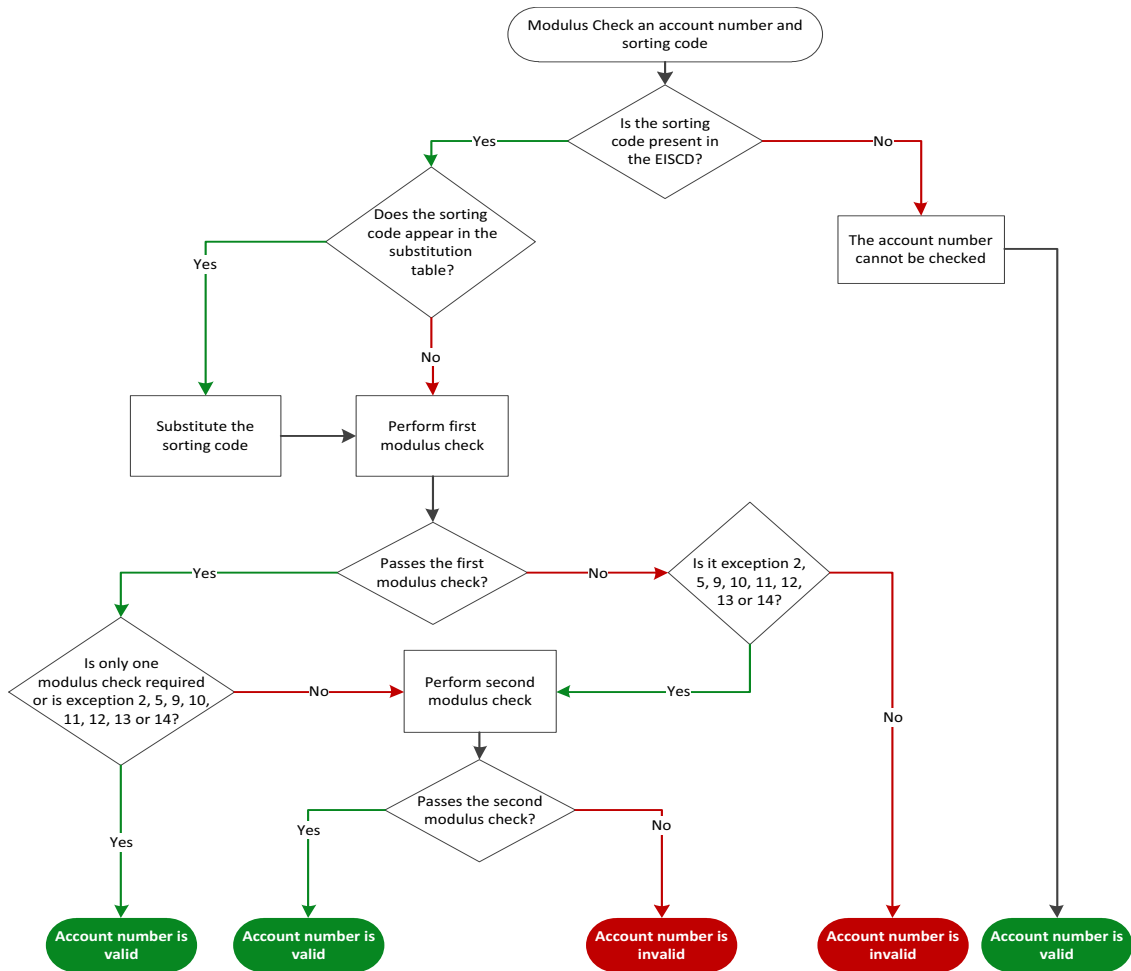 Modulus Check an account number and
sorting code
Is the sorting
code present in
the EISCD?
Yes
No
Does the sorting
code appear in the
substitution
table?
The account number
cannot be checked
Yes
No
Substitute the
sorting code
Perform first
modulus check
Passes the first
modulus check?
Is it exception 2,
5, 9, 10, 11, 12,
13 or 14?
Yes
No
Is only one
modulus check required
or is exception 2, 5, 9, 10,
11, 12, 13 or 14?
Perform second
modulus check
No
Yes
No
Passes the second
modulus check?
Yes
Yes
No
Account number is
valid
Account number is
valid
Account number is
invalid
Account number is
invalid
Account number is
valid